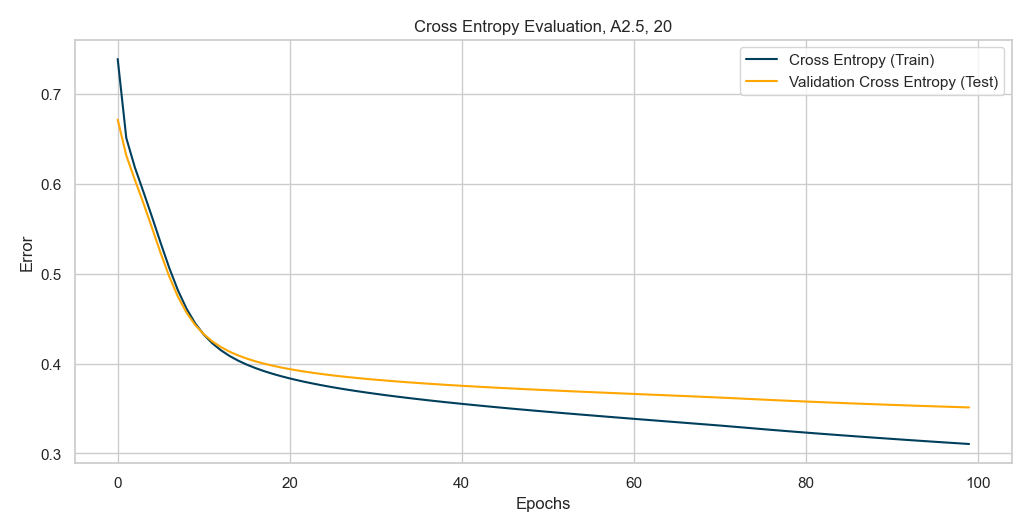 Cross Entropy Evaluation, A2.5, 20
Cross Entropy (Train)
Validation Cross Entropy (Test)
Error
0.7
0.6
0.5
0.4
0.3
0 20 40 60 80 100
Epochs